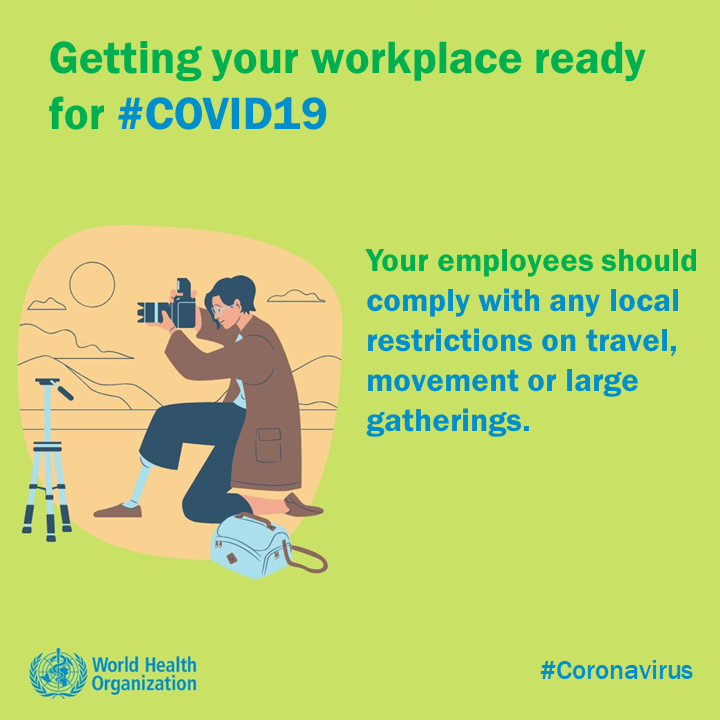 Getting your workplace ready
for #COVID19
Your employees should
comply with any local
restrictions on travel,
movement or large
gatherings.
World Health
Organization
#Coronavirus